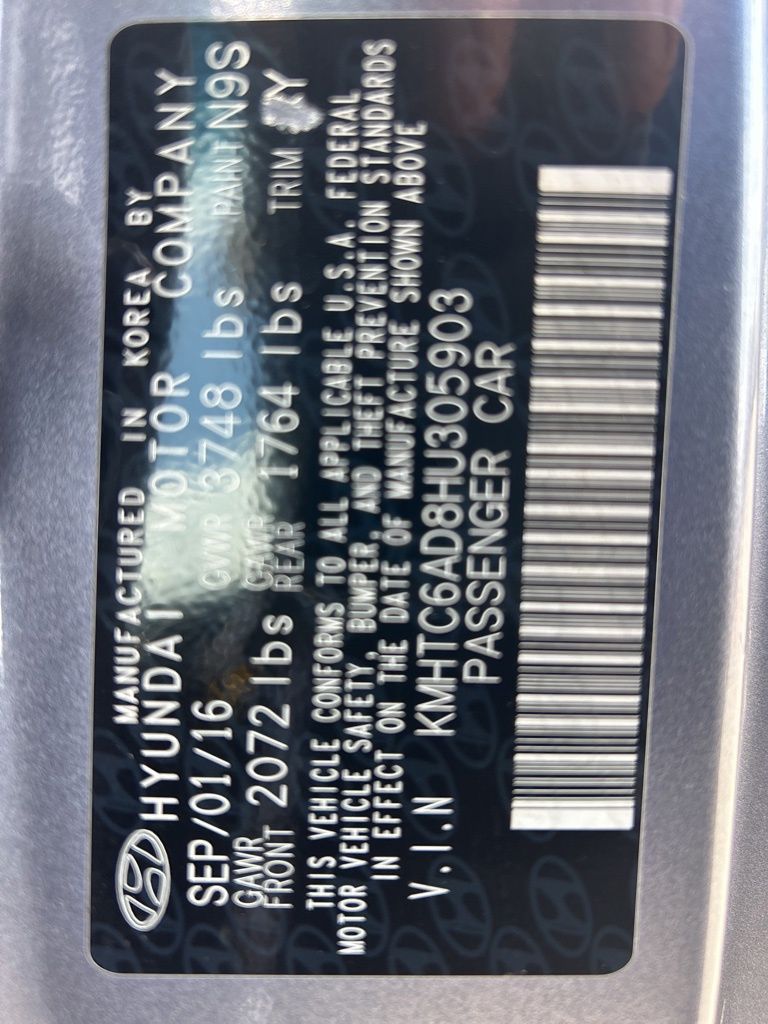 MANUFACTURED IN KOREA BY
HYUNDAI MOTOR COMPANY
SEP/01/16 GVWR 3748 lbs PAINT N9S
GAWR FRONT 2072 lbs GAWR REAR 1764 lbs TRIM
THIS VEHICLE CONFORMS TO ALL APPLICABLE U.S.A. FEDERAL
MOTOR VEHICLE SAFETY, BUMPER, AND THEFT PREVENTION STANDARDS
IN EFFECT ON THE DATE OF MANUFACTURE SHOWN ABOVE
V.I.N KMHTC6AD8HU305903
PASSENGER CAR